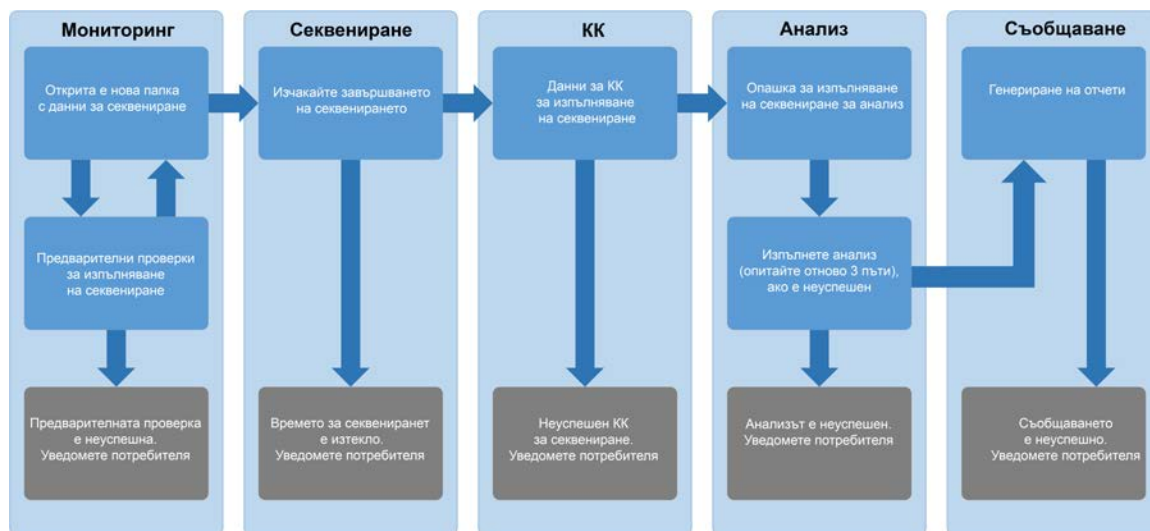 Мониторинг
Открита е нова папка
с данни за секвениране
Предварителни проверки
за изпълняване
на секвениране
Предварителната проверка
е неуспешна.
Уведомете потребителя
Секвениране
Изчакайте завършването
на секвенирането
Времето за секвениранет
е изтекло.
Уведомете потребителя
КК
Данни за КК
за изпълняване
на секвениране
Неуспешен КК
за секвениране.
Уведомете потребителя
Анализ
Опашка за изпълняване
на секвениране за анализ
Изпълнете анализ
(опитайте отново 3 пъти),
ако е неуспешен
Анализът е неуспешен.
Уведомете потребителя
Съобщаване
Генериране на отчети
Съобщаването
е неуспешно.
Уведомете потребителя